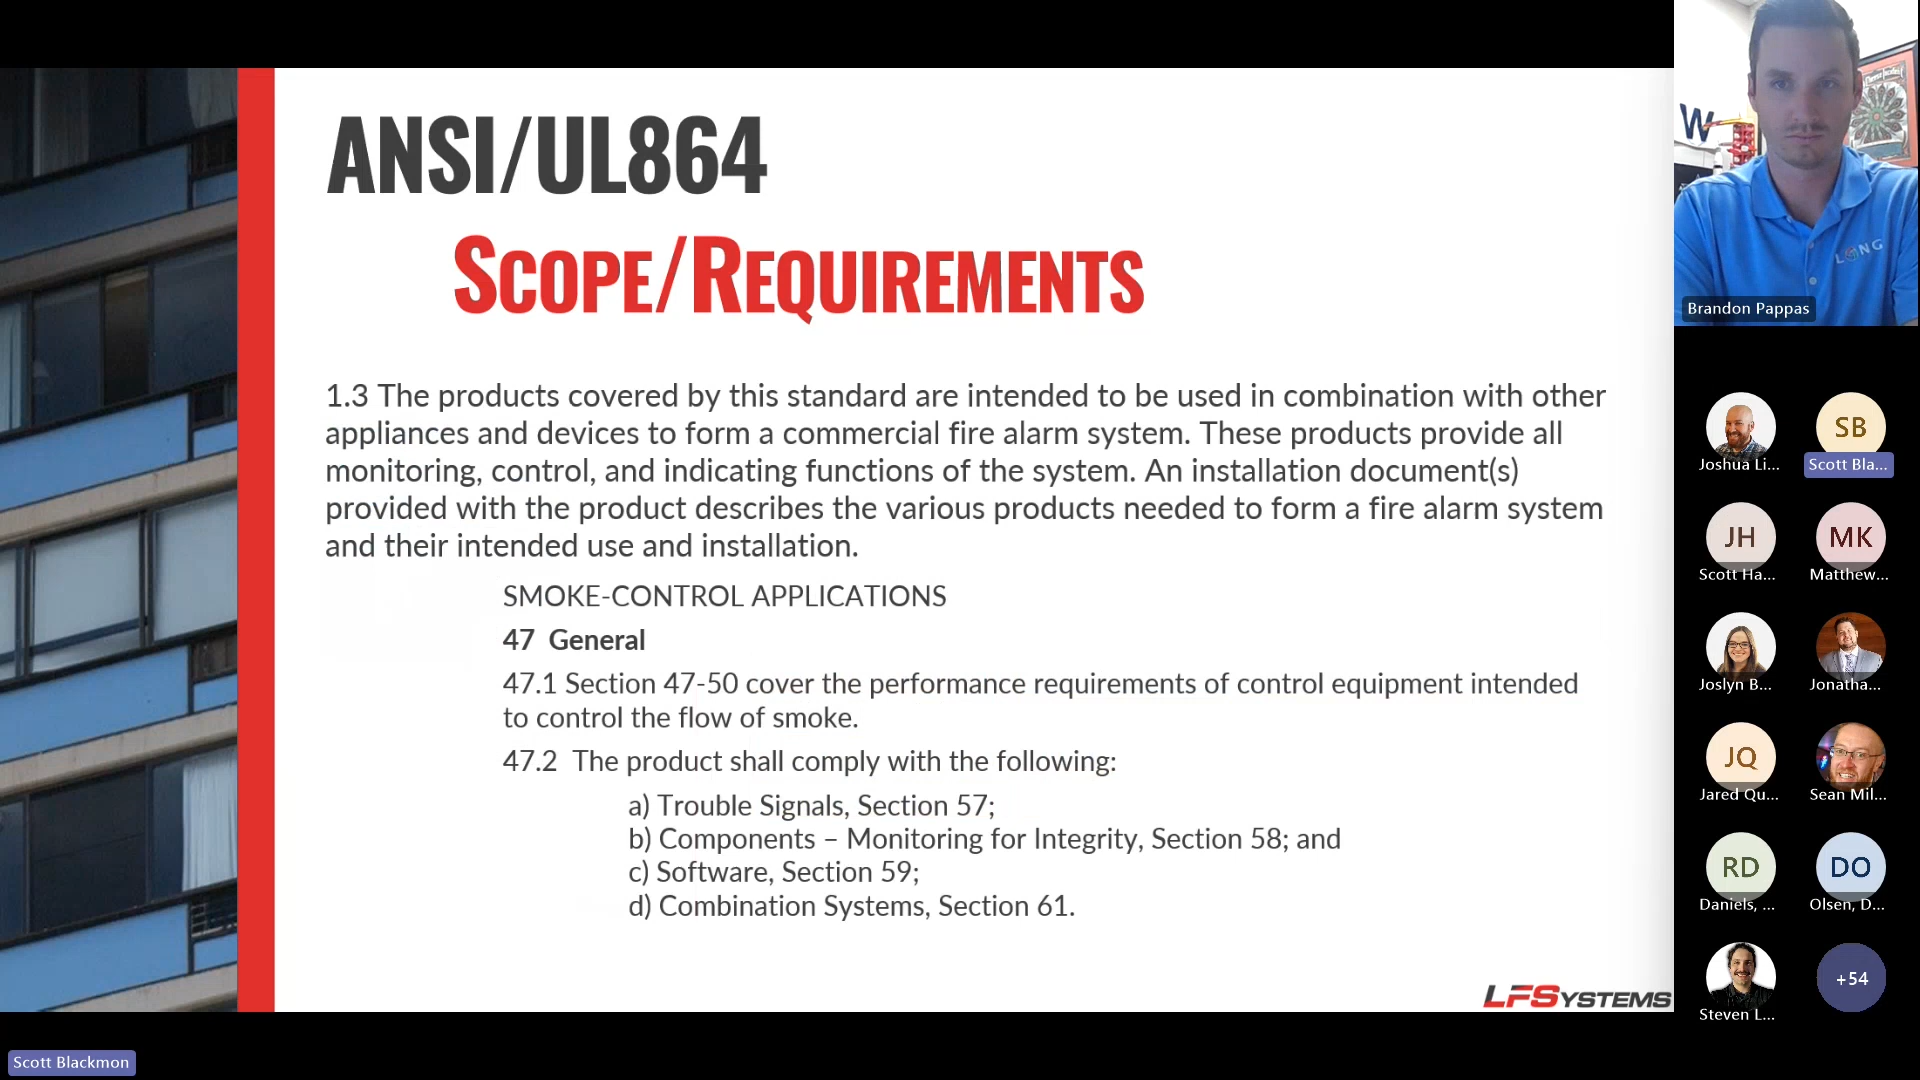 ANSI/UL864
SCOPE/REQUIREMENTS
1.3 The products covered by this standard are intended to be used in combination with other
appliances and devices to form a commercial fire alarm system. These products provide all
monitoring, control, and indicating functions of the system. An installation document(s)
provided with the product describes the various products needed to form a fire alarm system
and their intended use and installation.
SMOKE-CONTROL APPLICATIONS
47 General
47.1 Section 47-50 cover the performance requirements of control equipment intended
to control the flow of smoke.
47.2 The product shall comply with the following:
a) Trouble Signals, Section 57;
b) Components – Monitoring for Integrity, Section 58; and
c) Software, Section 59;
d) Combination Systems, Section 61.
LFSYSTEMS
Scott Blackmon
W
LONG
Brandon Pappas
Joshua Li...
SB
Scott Bla...
JH
Scott Ha...
MK
Matthew...
Joslyn B...
Jonatha...
JQ
Jared Qu...
Sean Mil...
RD
Daniels, ...
DO
Olsen, D...
Steven L...
+54